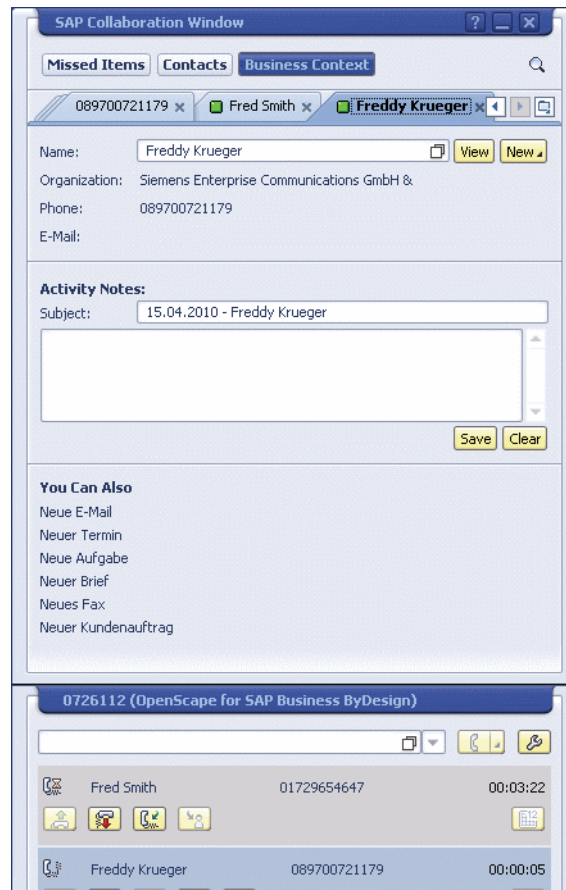 SAP Collaboration Window
Missed Items Contacts Business Context
089700721179 Fred Smith Freddy Krueger
Name: Freddy Krueger View New
Organization: Siemens Enterprise Communications GmbH &
Phone: 089700721179
E-Mail:
Activity Notes:
Subject: 15.04.2010 - Freddy Krueger
Save Clear
You Can Also
Neue E-Mail
Neuer Termin
Neue Aufgabe
Neuer Brief
Neues Fax
Neuer Kundenauftrag
0726112 (OpenScape for SAP Business ByDesign)
Fred Smith 01729654647 00:03:22
Freddy Krueger 089700721179 00:00:05